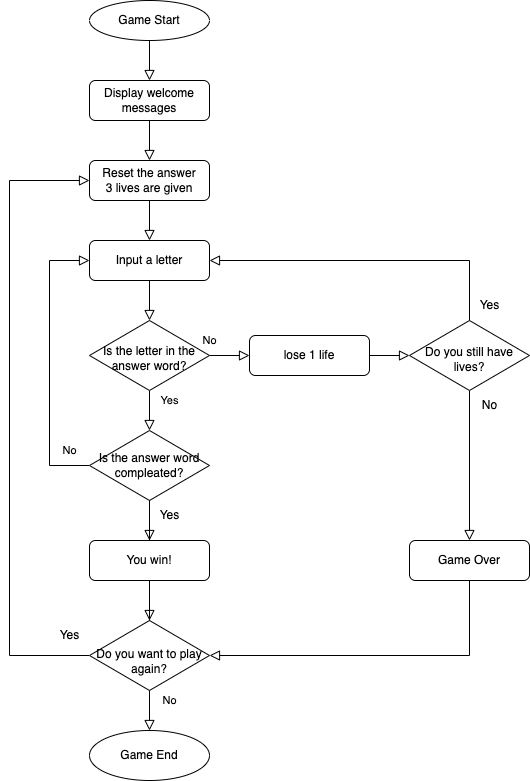 Game Start
Display welcome
messages
Reset the answer
3 lives are given
Input a letter
Yes
Is the letter in the
answer word?
No
lose 1 life
Do you still have
lives?
Yes
No
Is the answer word
compleated?
No
Yes
You win!
Game Over
Yes
Do you want to play
again?
No
Game End